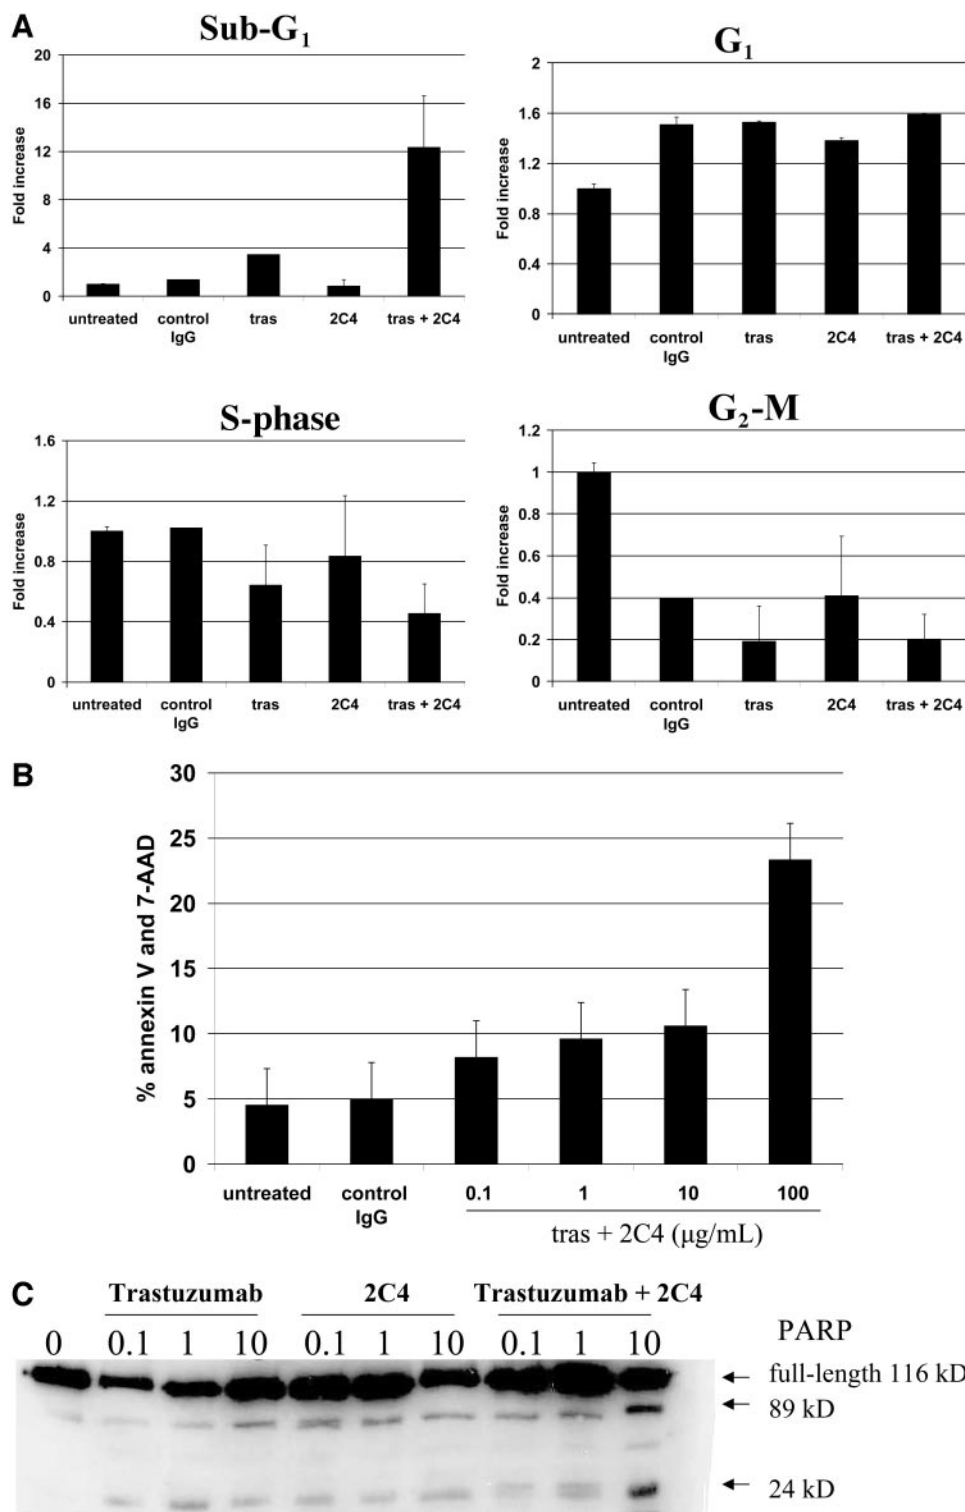 A
Sub-G1
20
16
12
8
4
0
Fold increase
untreated
control
IgG
tras
2C4
tras + 2C4
G1
2
1.6
1.2
0.8
0.4
0
Fold increase
untreated
control
IgG
tras
2C4
tras + 2C4
S-phase
1.6
1.2
0.8
0.4
0
Fold increase
untreated
control
IgG
tras
2C4
tras + 2C4
G2-M
1.2
1
0.8
0.6
0.4
0.2
0
Fold increase
untreated
control
IgG
tras
2C4
tras + 2C4
B
30
25
20
15
10
5
0
% annexin V and 7-AAD
untreated
control
IgG
0.1
1
10
100
tras + 2C4 (μg/mL)
C
Trastuzumab 2C4 Trastuzumab + 2C4
0 0.1 1 10 0.1 1 10 0.1 1 10
PARP
full-length 116 kD
89 kD
24 kD